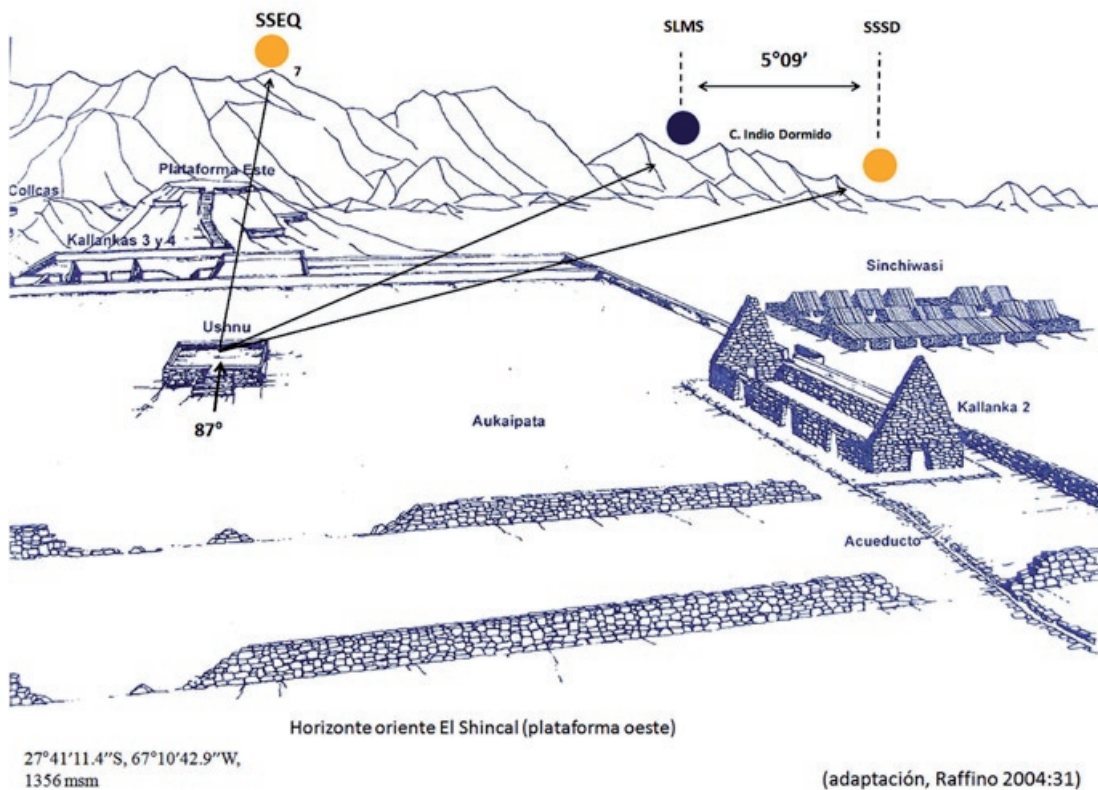 SSEQ
SLMS
SSSD
5°09’
7
C. Indio Dormido
Plataforma Este
Collcas
Kallankas 3 y 4
Sinchiwasi
Ushnu
Kallanka 2
87°
Aukaipata
Acueducto
Horizonte oriente El Shincal (plataforma oeste)
27°41′11.4″S, 67°10′42.9″W,
1356 msm
(adaptación, Raffino 2004:31)